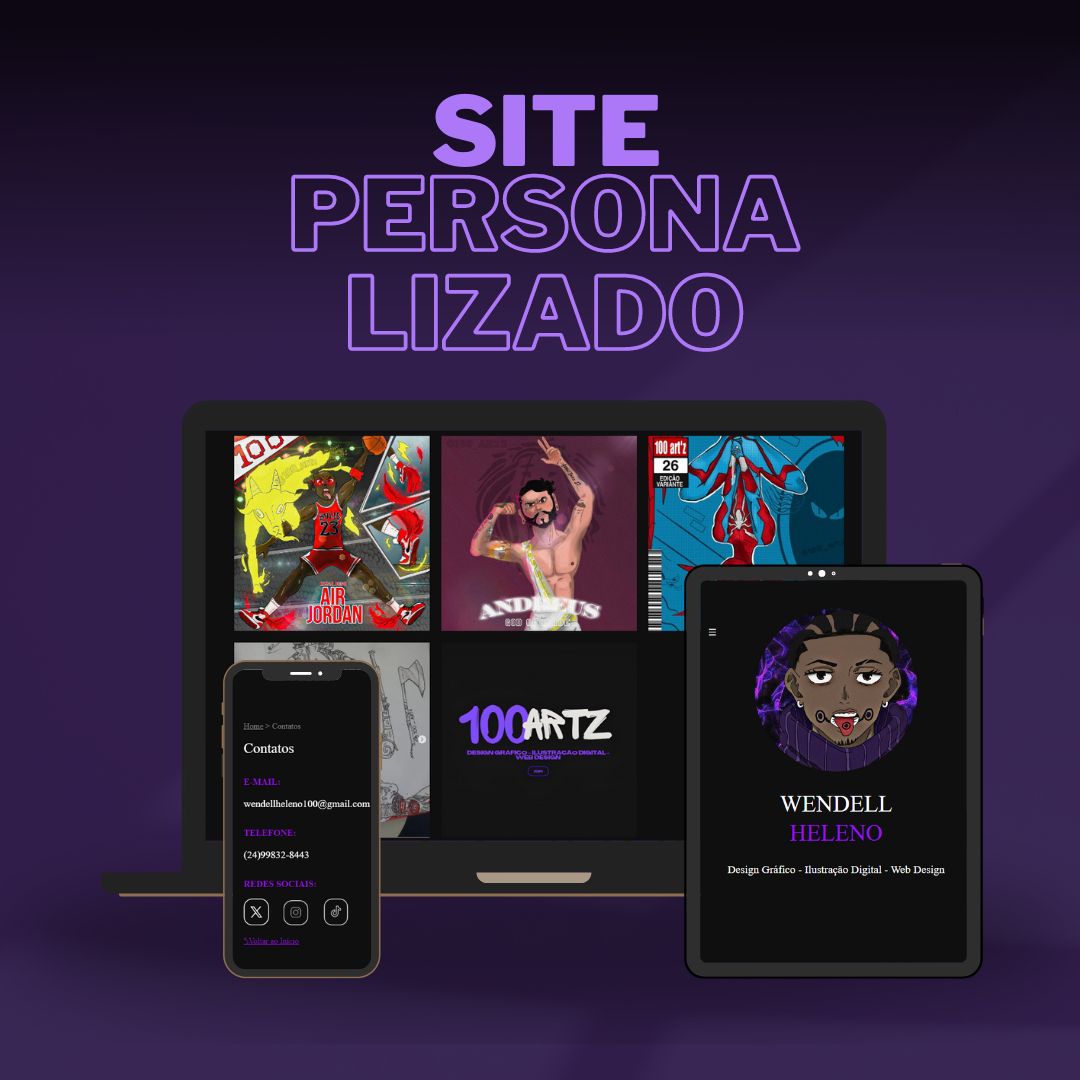 SITE
PERSONA
LIZADO
100
23
AIR
JORDAN
ANDREUS
100 art'z
26
EDIÇÃO
VARIANTE
100ARTZ
DESIGN GRAFICO - ILUSTRAÇÃO DIGITAL -
WEB DESIGN
Home > Contatos
Contatos
E-MAIL:
wendellheleno100@gmail.com
TELEFONE:
(24)99832-8443
REDES SOCIAIS:
Voltar ao Início
WENDELL
HELENO
Design Gráfico - Ilustração Digital - Web Design